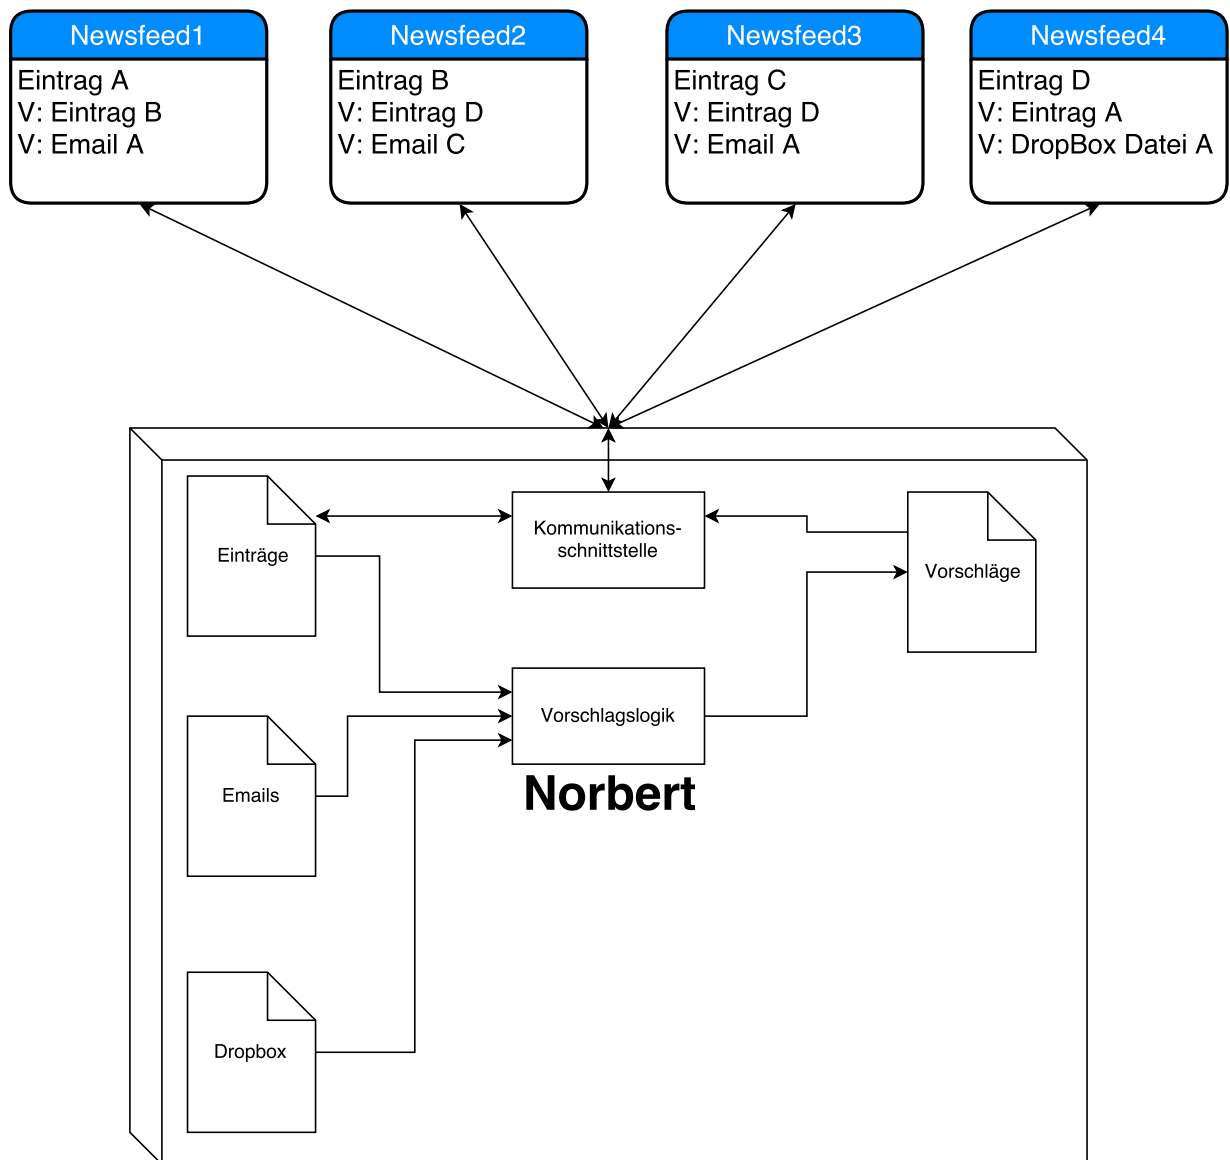 Newsfeed1
Eintrag A
V: Eintrag B
V: Email A
Newsfeed2
Eintrag B
V: Eintrag D
V: Email C
Newsfeed3
Eintrag C
V: Eintrag D
V: Email A
Newsfeed4
Eintrag D
V: Eintrag A
V: DropBox Datei A
Einträge
Kommunikations-
schnittstelle
Vorschläge
Vorschlagslogik
Norbert
Emails
Dropbox